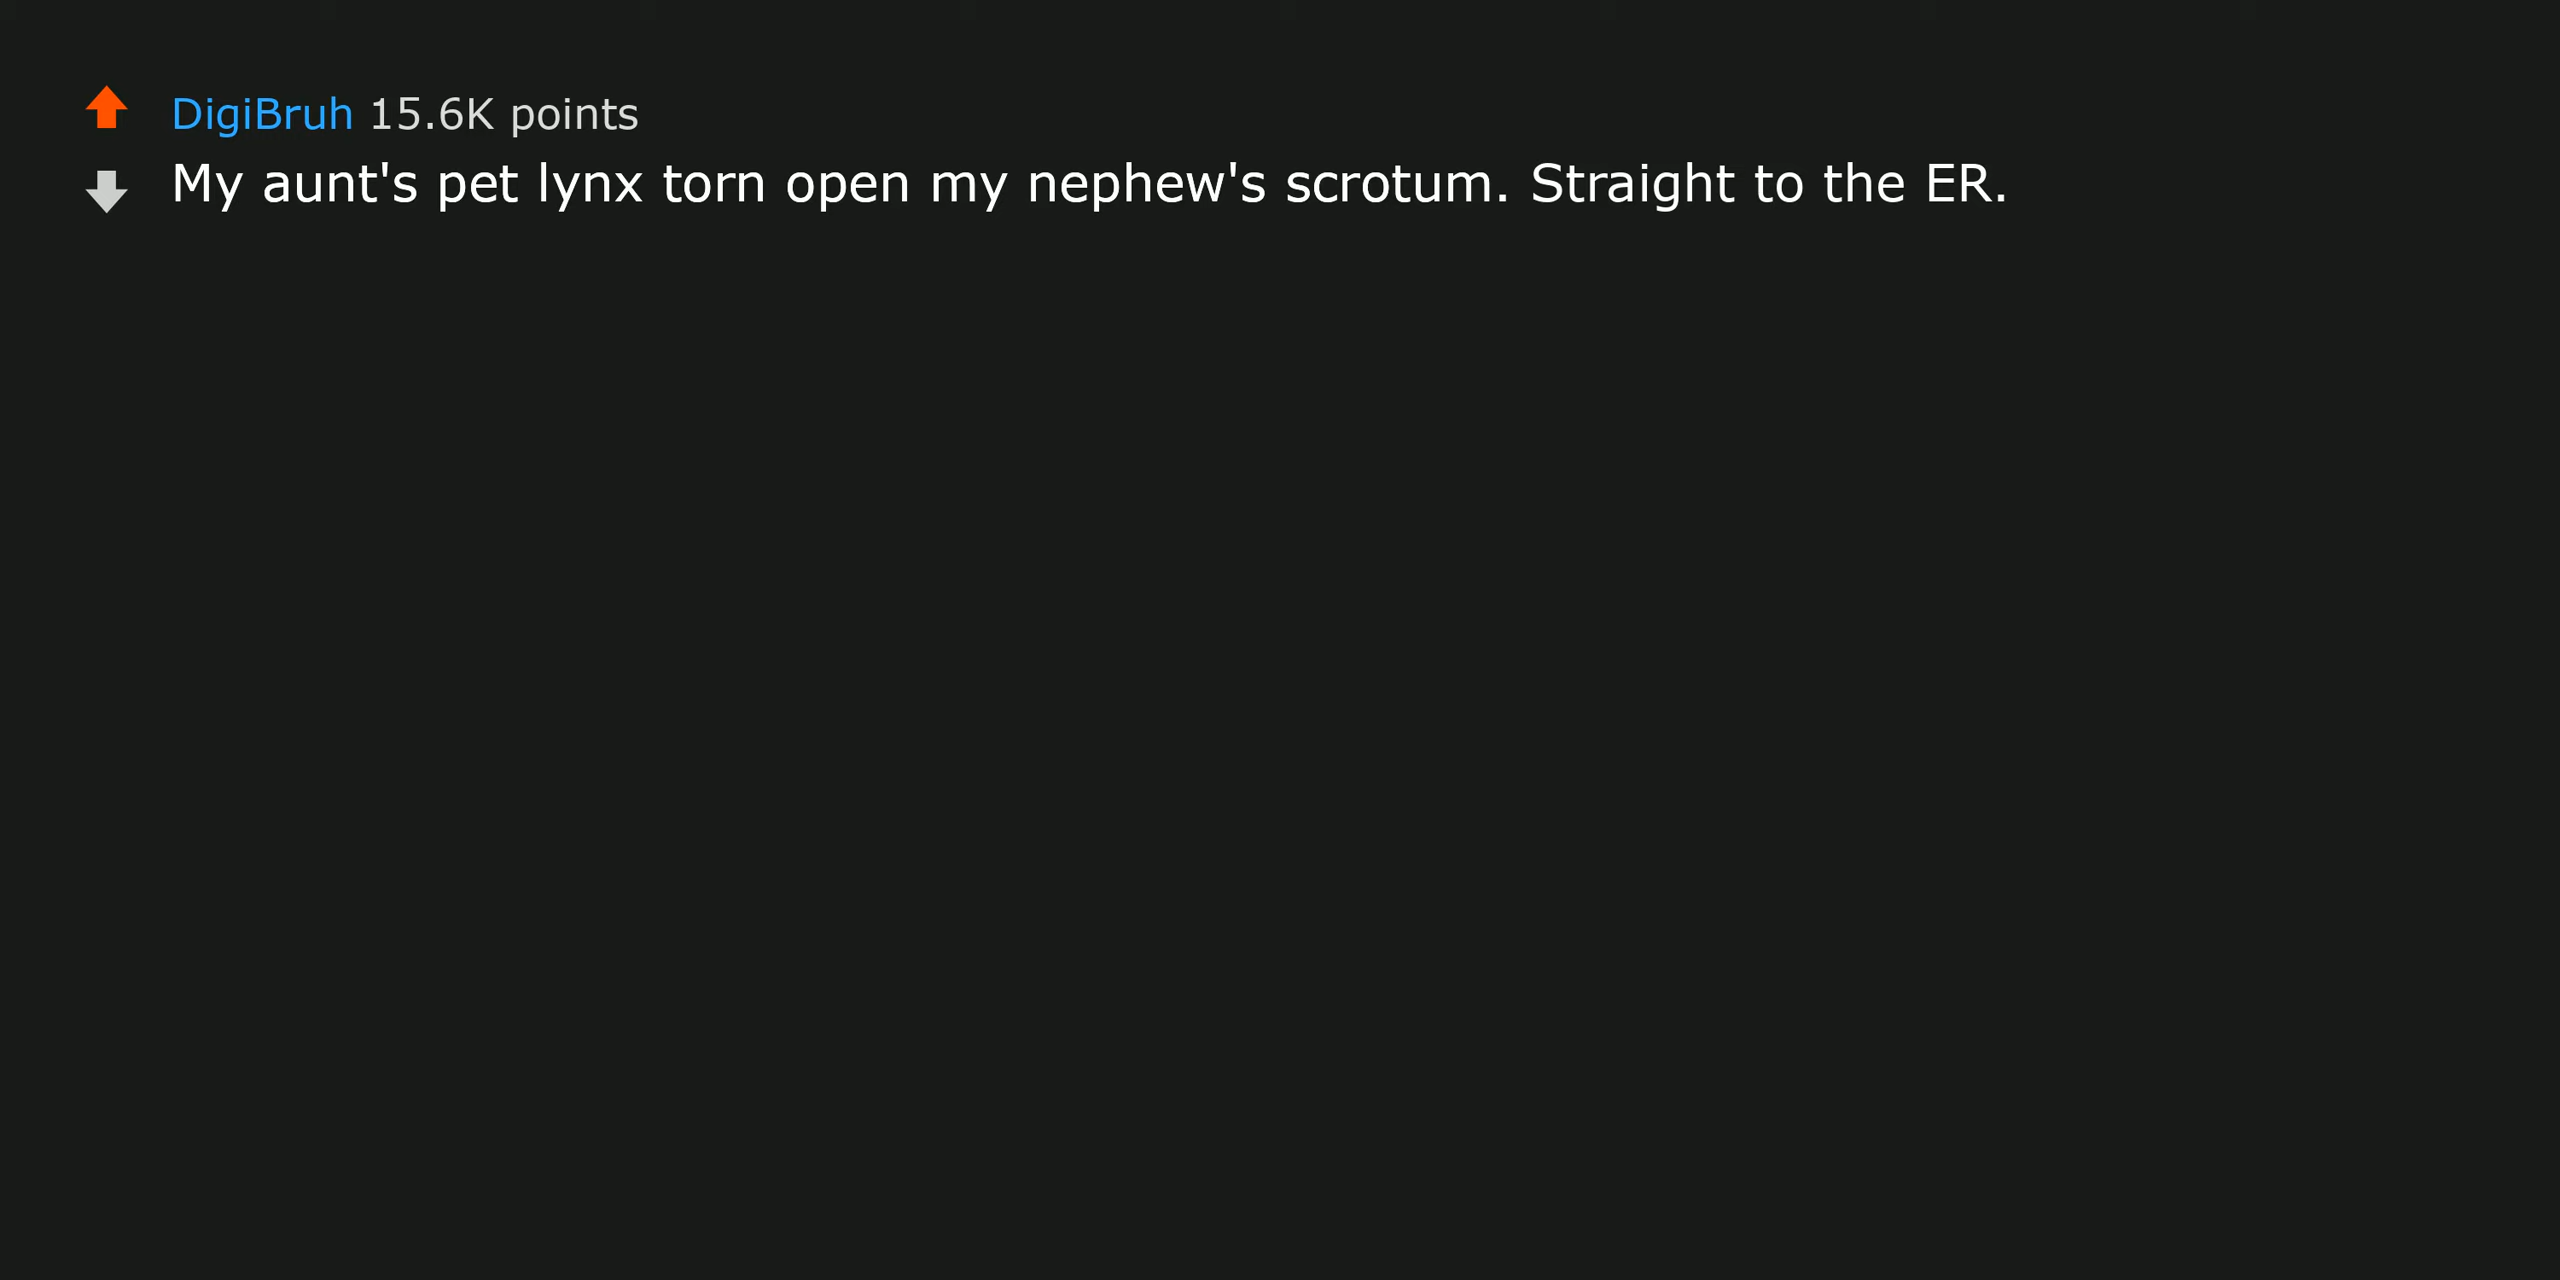 DigiBruh 15.6K points
My aunt's pet lynx torn open my nephew's scrotum. Straight to the ER.